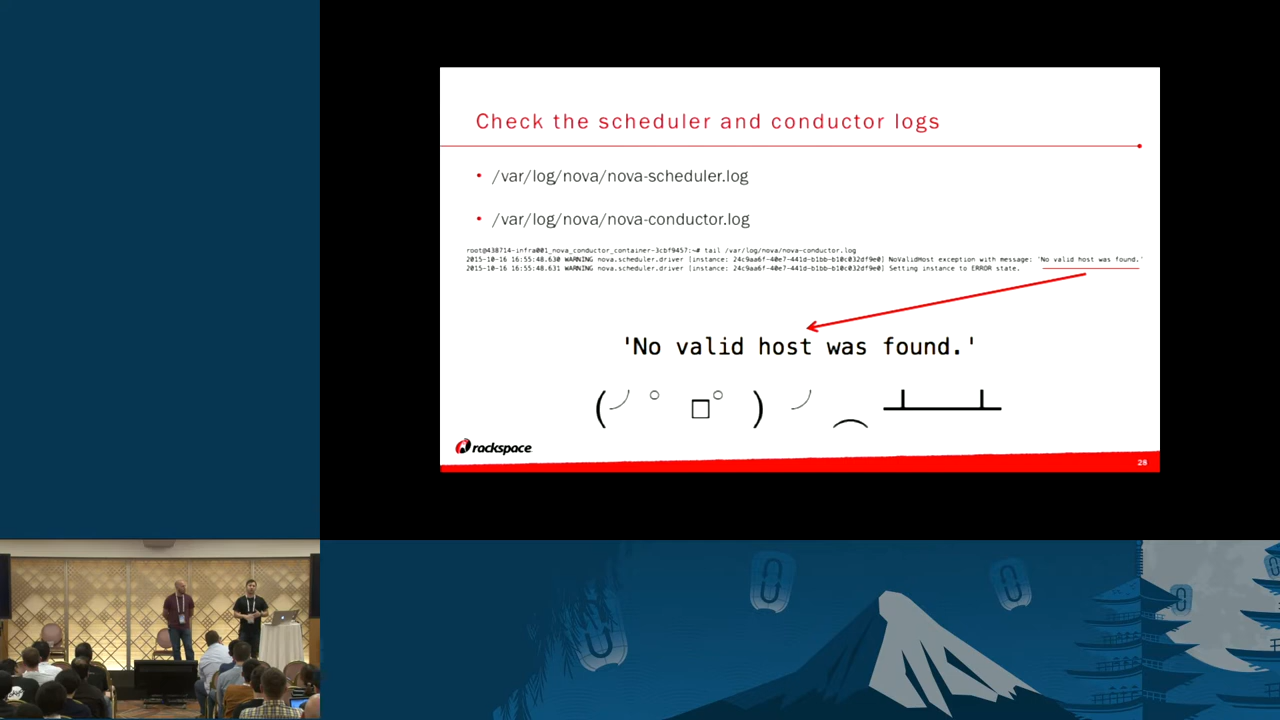 Check the scheduler and conductor logs
• /var/log/nova/nova-scheduler.log
• /var/log/nova/nova-conductor.log
root@438714-infra001_nova_conductor_container-3cbf9457:~# tail /var/log/nova/nova-conductor.log
2015-10-16 16:55:48.630 WARNING nova.scheduler.driver [instance: 24c9aa6f-40e7-441d-b1bb-b10c032df9e0] NoValidHost exception with message: 'No valid host was found.'
2015-10-16 16:55:48.631 WARNING nova.scheduler.driver [instance: 24c9aa6f-40e7-441d-b1bb-b10c032df9e0] Setting instance to ERROR state.
'No valid host was found.'
(╯°□°)╯︵ ┻━┻
rackspace
28